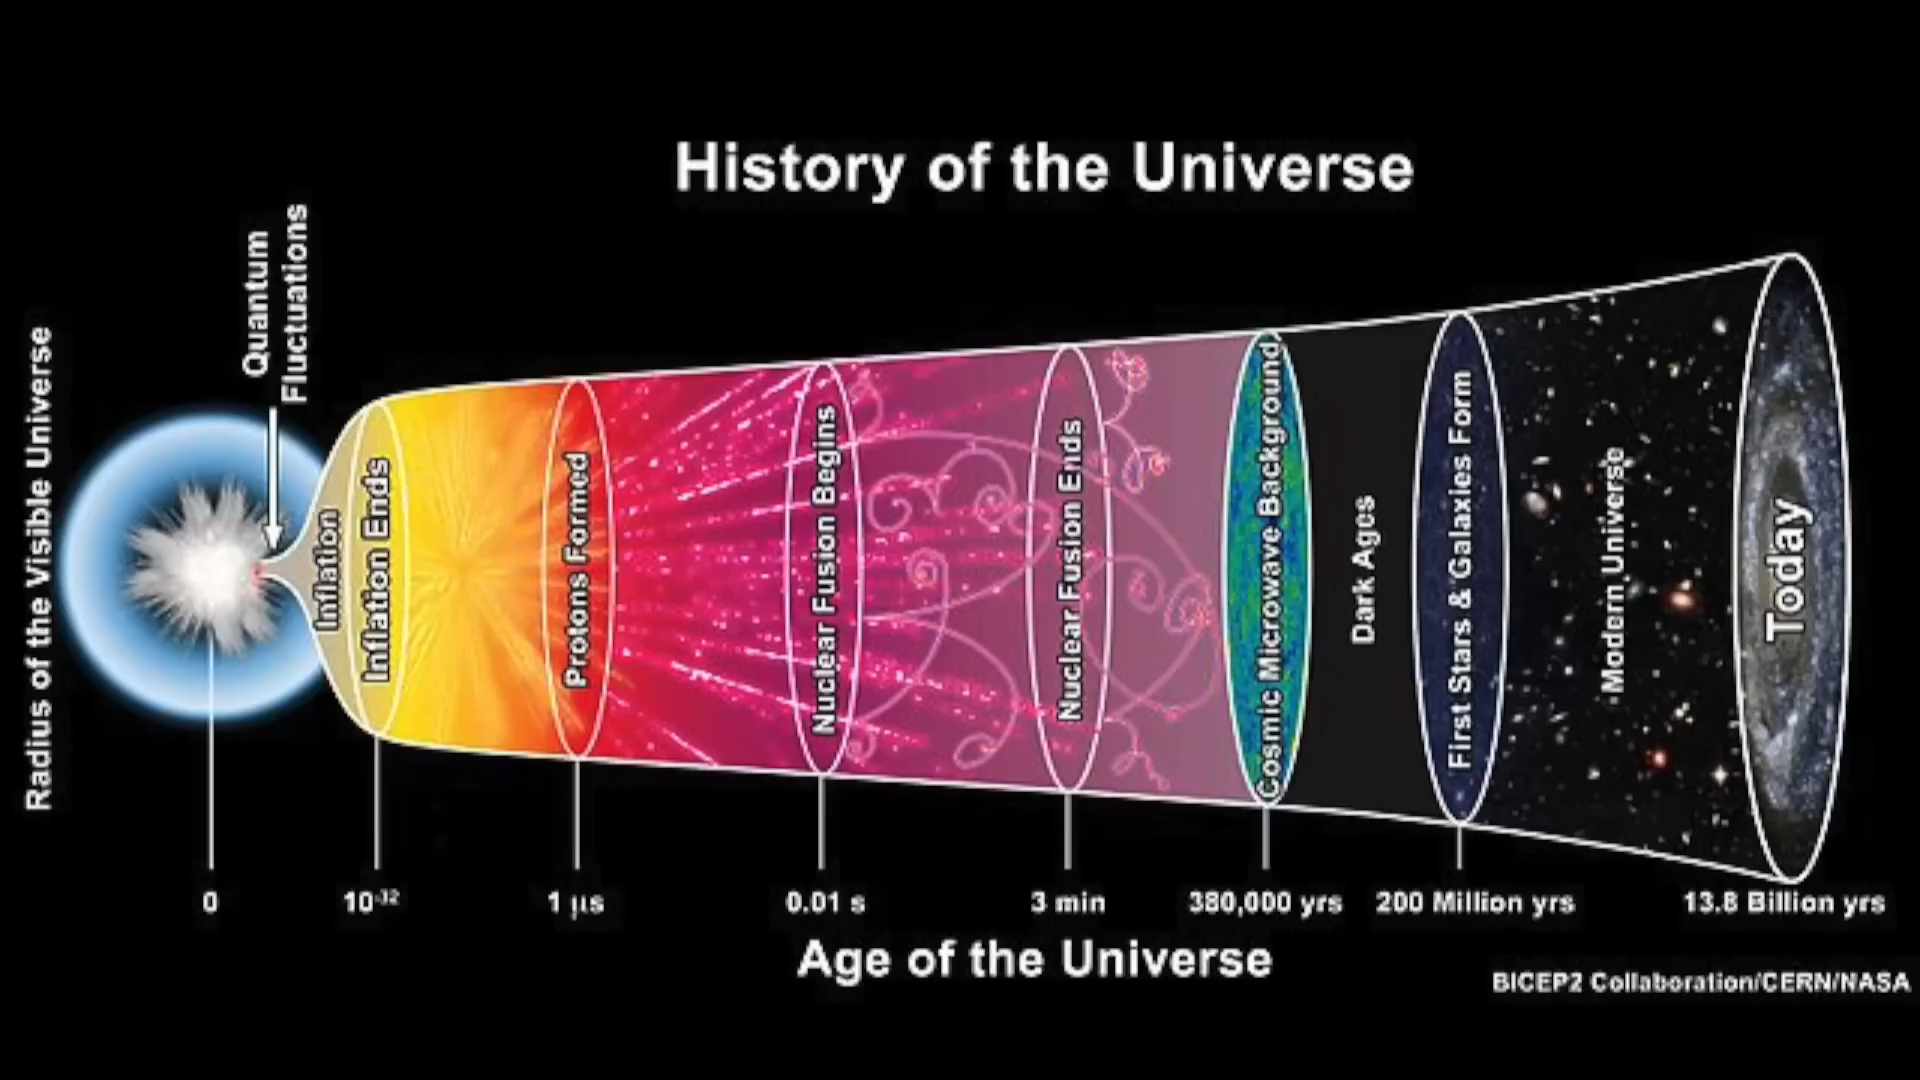 History of the Universe
Radius of the Visible Universe
Quantum
Fluctuations
Inflation
Inflation Ends
Protons Formed
Nuclear Fusion Begins
Nuclear Fusion Ends
Cosmic Microwave Background
Dark Ages
First Stars & Galaxies Form
Modern Universe
Today
0
10⁻³²
1 µs
0.01 s
3 min
380,000 yrs
200 Million yrs
13.8 Billion yrs
Age of the Universe
BICEP2 Collaboration/CERN/NASA